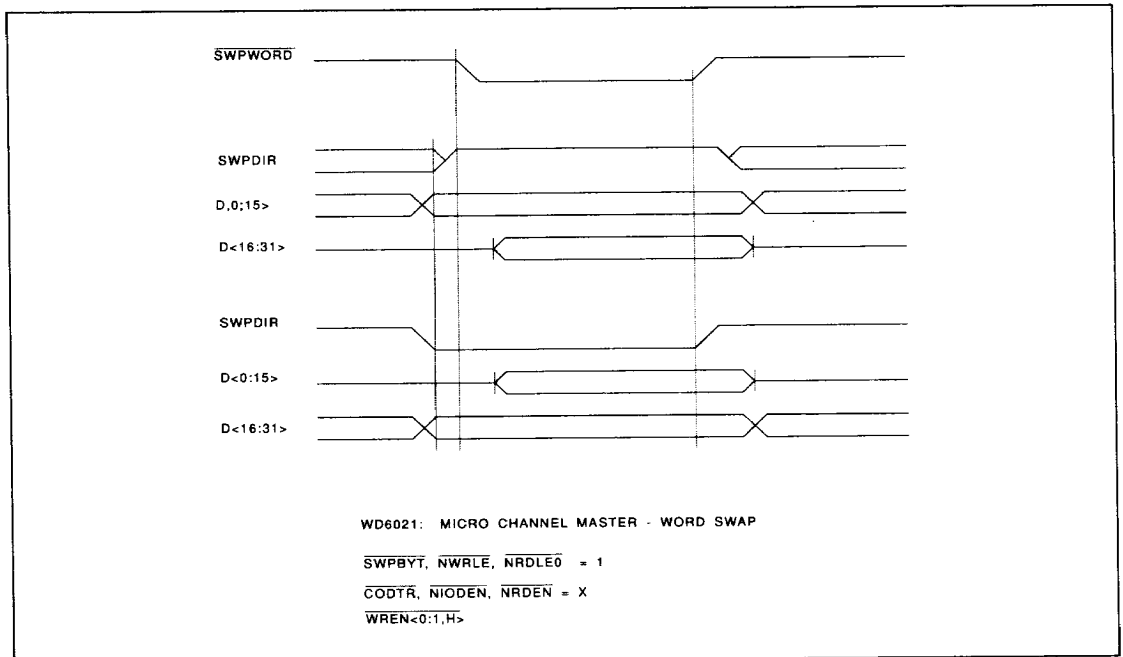 SWPWORD
SWPDIR
D,0;15>
D<16:31>
SWPDIR
D<0:15>
D<16:31>
WD6021: MICRO CHANNEL MASTER - WORD SWAP
SWPBYT, NWRLE, NRDLE0 = 1
CODTR, NIODEN, NRDEN = X
WREN<0:1,H>